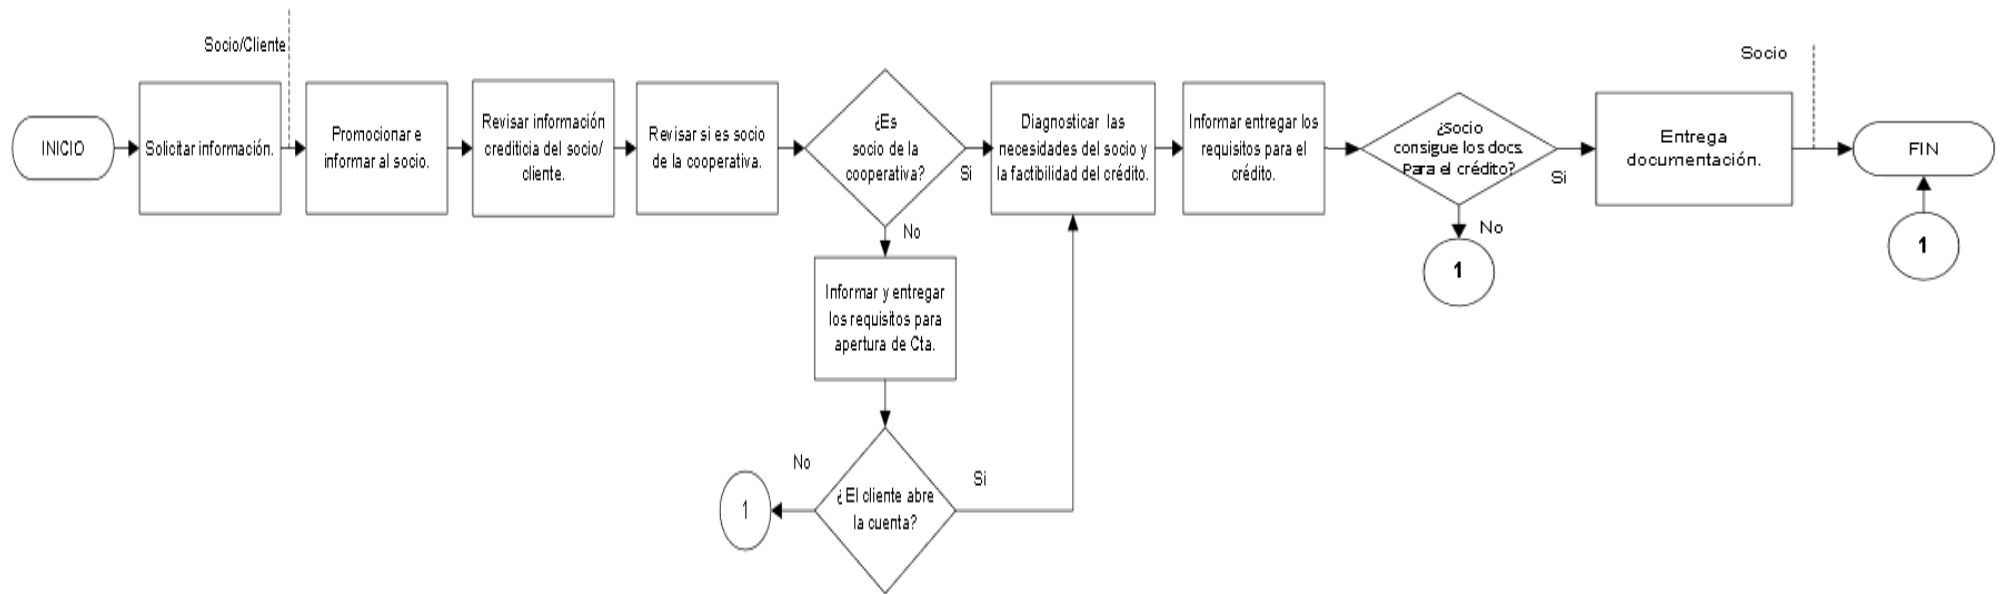 Socio/Cliente
INICIO
Solicitar información.
Promocionar e
informar al socio.
Revisar información
crediticia del socio/
cliente.
Revisar si es socio
de la cooperativa.
¿Es
socio de la
cooperativa?
Si
No
Informar y entregar
los requisitos para
apertura de Cta.
¿ El cliente abre
la cuenta?
No
1
Si
Diagnosticar las
necesidades del socio y
la factibilidad del crédito.
Informar entregar los
requisitos para el
crédito.
¿Socio
consigue los docs.
Para el crédito?
Si
No
1
Entrega
documentación.
Socio
FIN
1